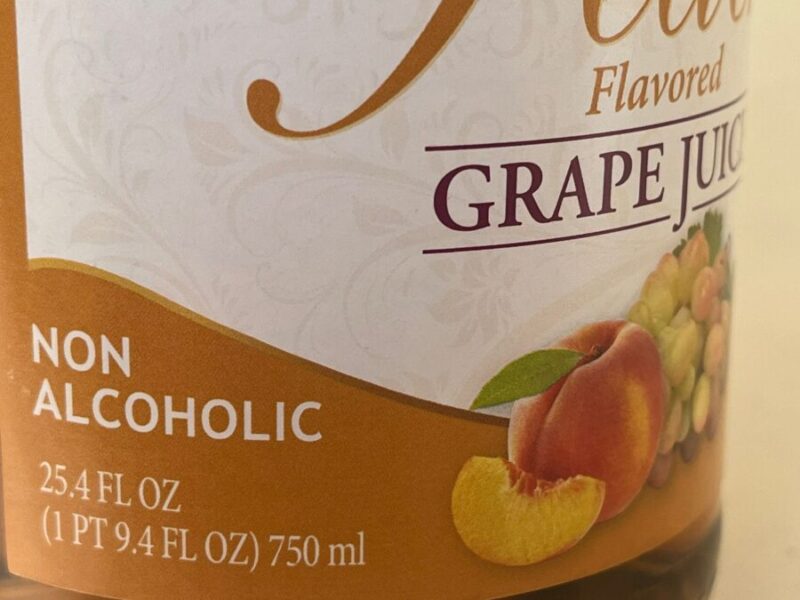 Flavored
GRAPE JUIC
NON
ALCOHOLIC
25.4 FL OZ
(1 PT 9.4 FL OZ) 750 ml